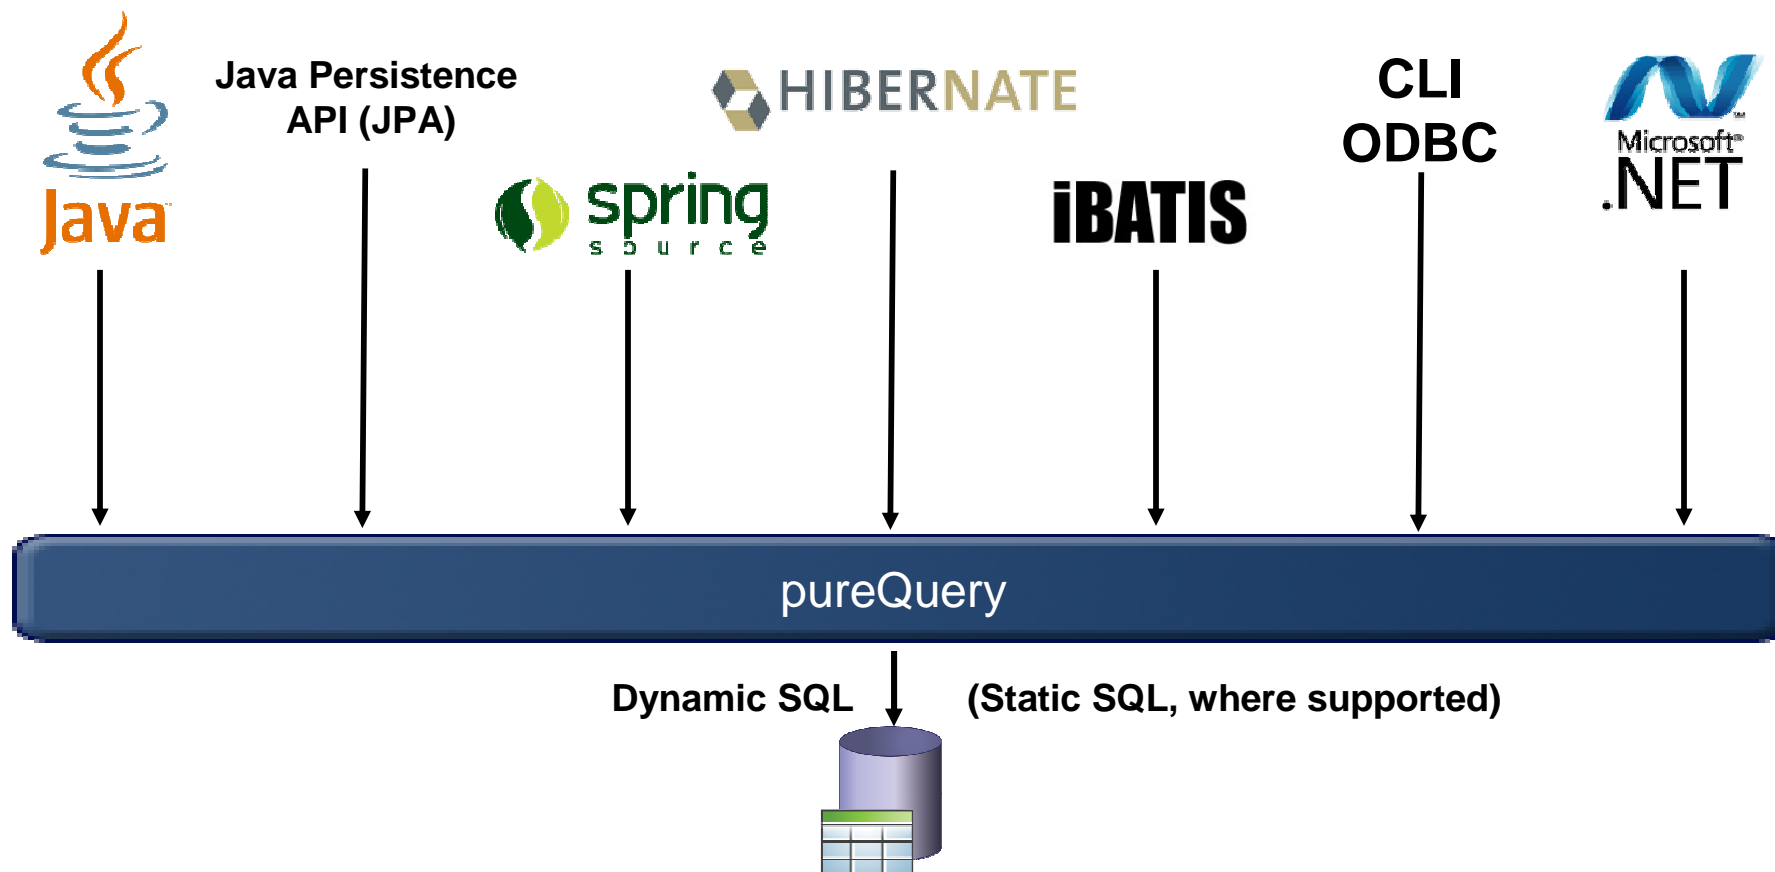 Java
Java Persistence
API (JPA)
spring
source
HIBERNATE
iBATIS
CLI
ODBC
Microsoft®
.NET
pureQuery
Dynamic SQL
(Static SQL, where supported)